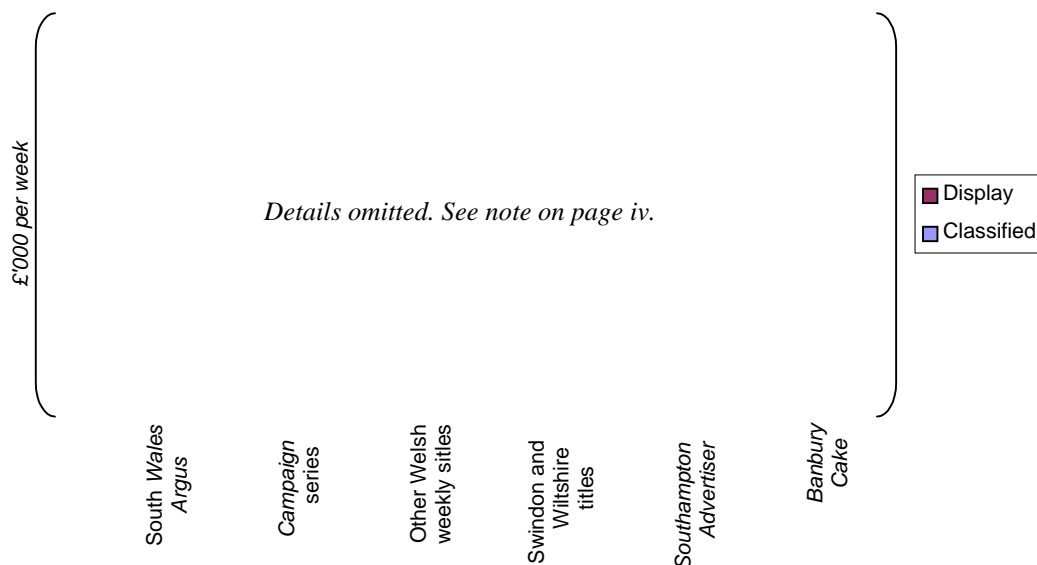 £'000 per week
Details omitted. See note on page iv.
Display
Classified
South Wales
Argus
Campaign
series
Other Welsh
weekly sitles
Swindon and
Wiltshire
titles
Southampton
Advertiser
Banbury
Cake